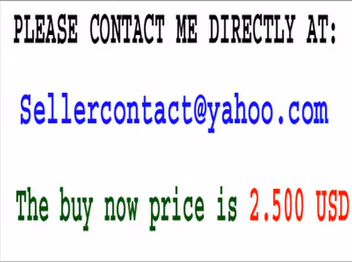 PLEASE CONTACT ME DIRECTLY AT:
Sellercontact@yahoo.com
The buy now price is 2.500 USD